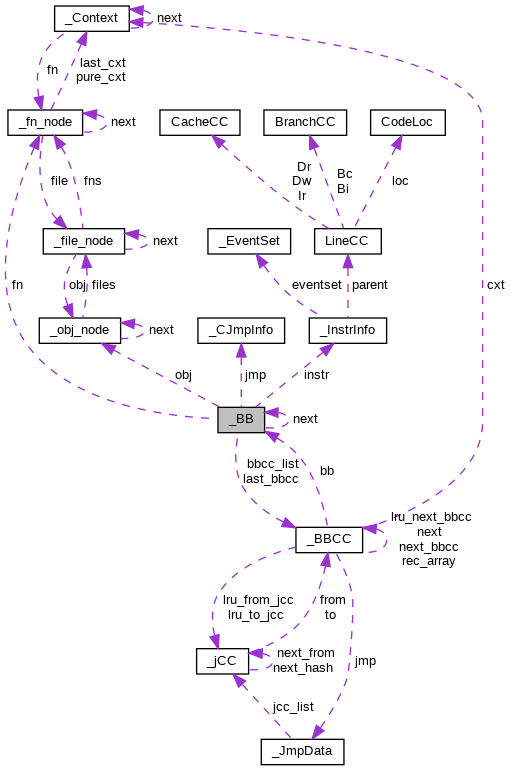 _Context
next
fn
last_cxt
pure_cxt
_fn_node
next
CacheCC
BranchCC
CodeLoc
file
fns
Dr
Dw
Ir
Bc
Bi
loc
_file_node
next
_EventSet
LineCC
fn
obj
files
eventset
parent
cxt
_obj_node
next
_CJmpInfo
_InstrInfo
obj
jmp
instr
_BB
next
bbcc_list
last_bbcc
bb
_BBCC
lru_next_bbcc
next
next_bbcc
rec_array
lru_from_jcc
lru_to_jcc
from
to
_jCC
next_from
next_hash
jmp
jcc_list
_JmpData